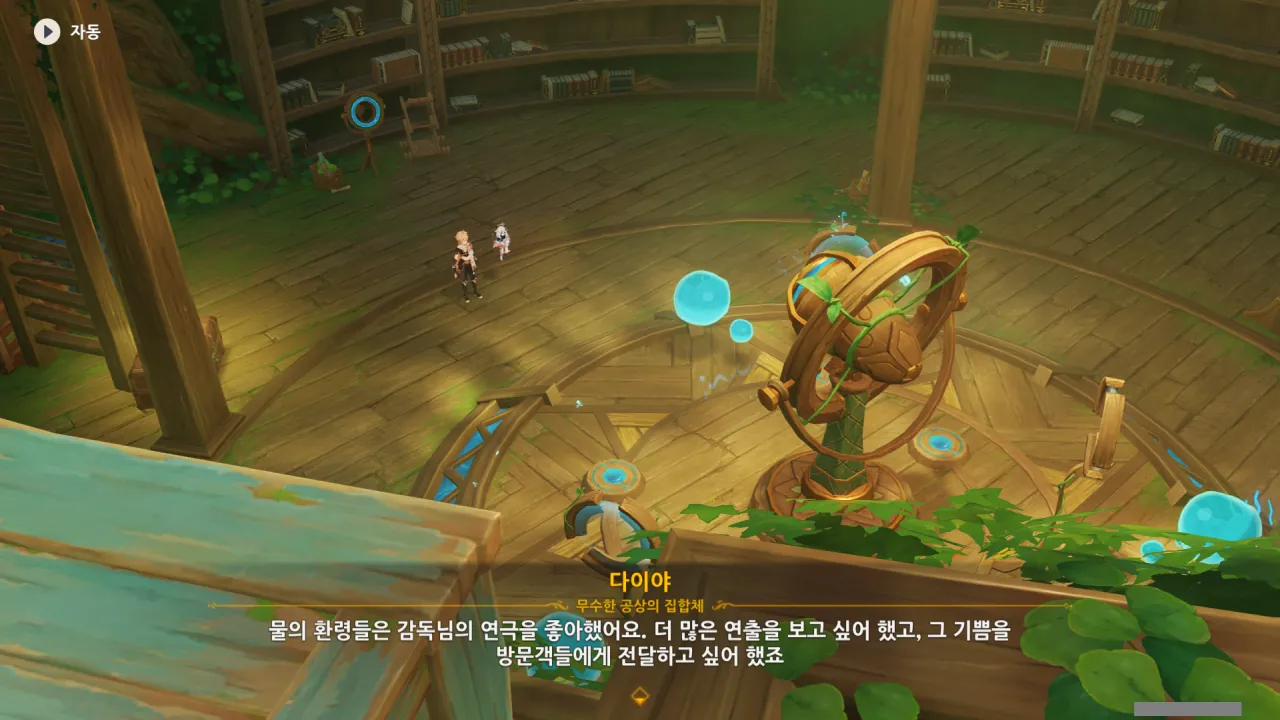 자동
다이야
무수한 공상의 집합체
물의 환령들은 감독님의 연극을 좋아했어요. 더 많은 연출을 보고 싶어 했고, 그 기쁨을
방문객들에게 전달하고 싶어 했죠